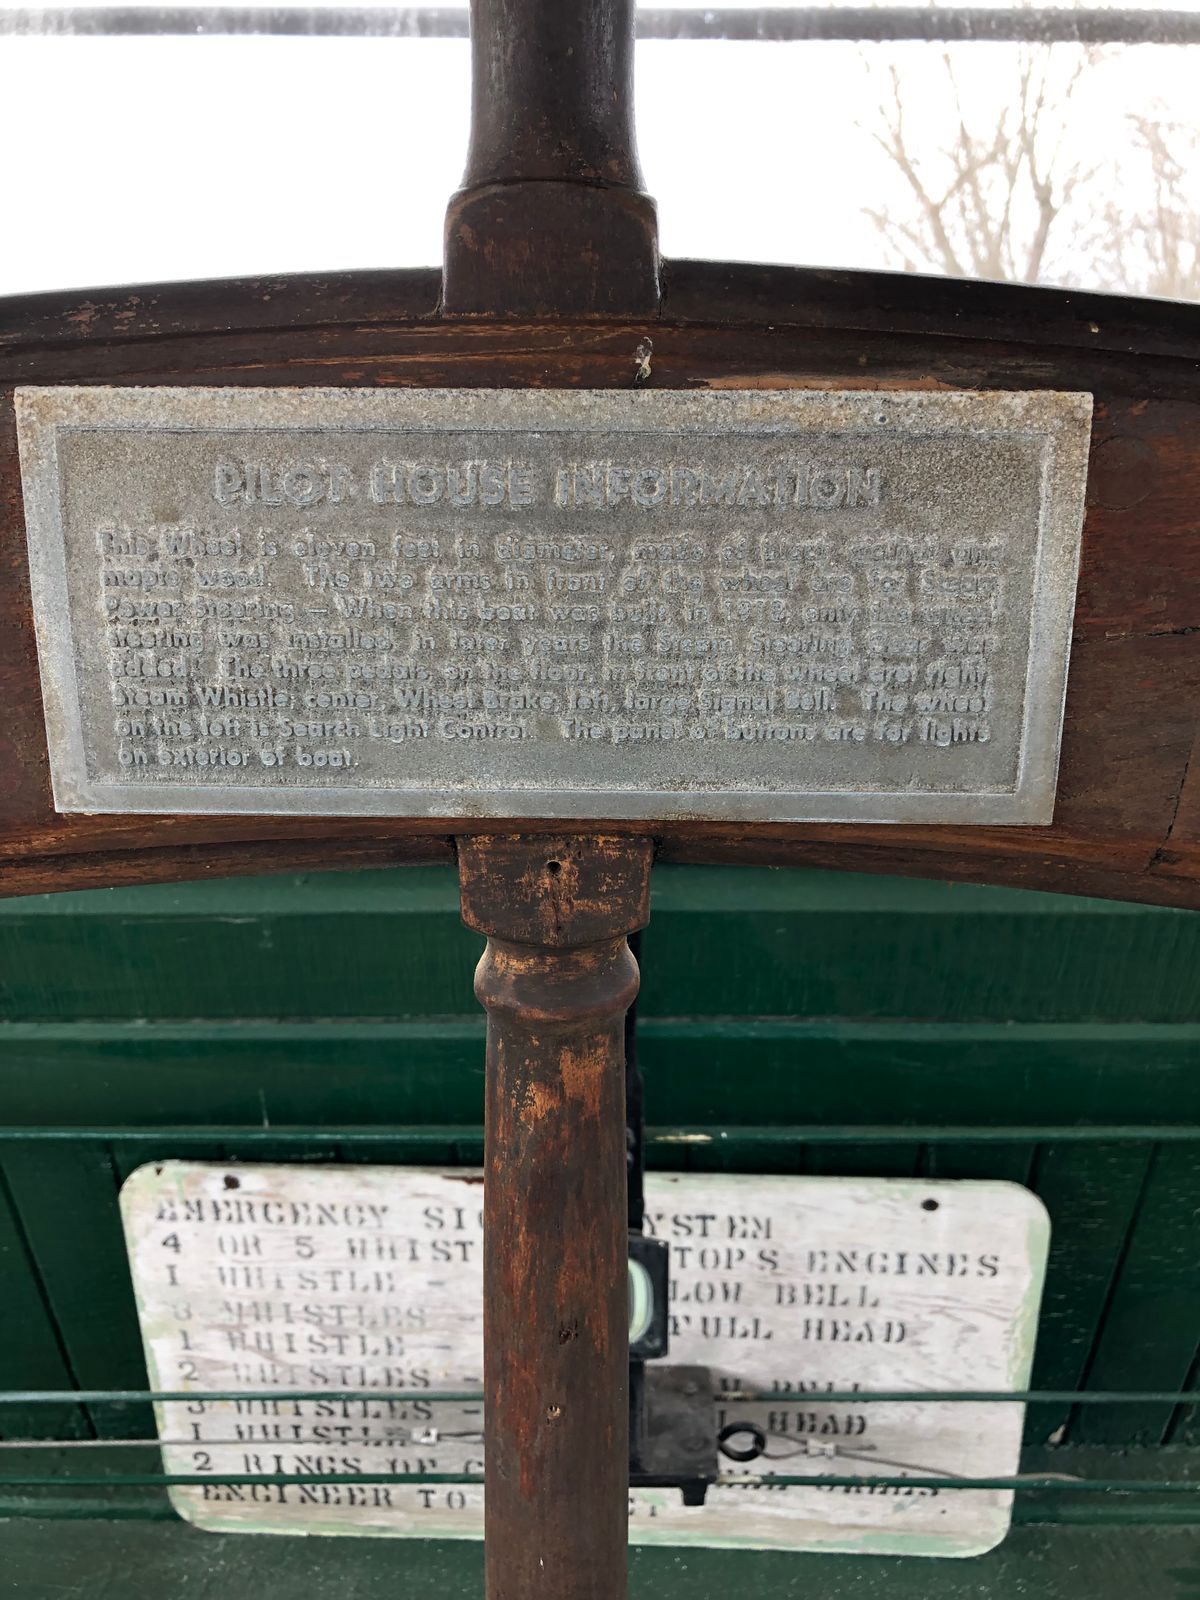 PILOT HOUSE INFORMATION
This Wheel is eleven feet in diameter, made of black walnut and
maple wood. The two arms in front of the wheel are for Steam
Power Steering — When this boat was built, in 1918, only the
steering was installed, in later years the Steam Steering Gear was
added. The three pedals on the floor, in front of the wheel are: right
Steam Whistle, center, Wheel Brake, left, large Signal Bell. The wheel
on the left is Search Light Control. The panel of buttons are for lights
on exterior of boat.
EMERGENCY YSTEM
4 OR 5 WHIST TOPS ENGINES
1 WHISTLE - LOW BELL
3 WHISTLES - FULL HEAD
1 WHISTLE -
2 WHISTLES - BELL
3 WHISTLES - HEAD
1 WHISTLE
2 RINGS OF
ENGINEER TO